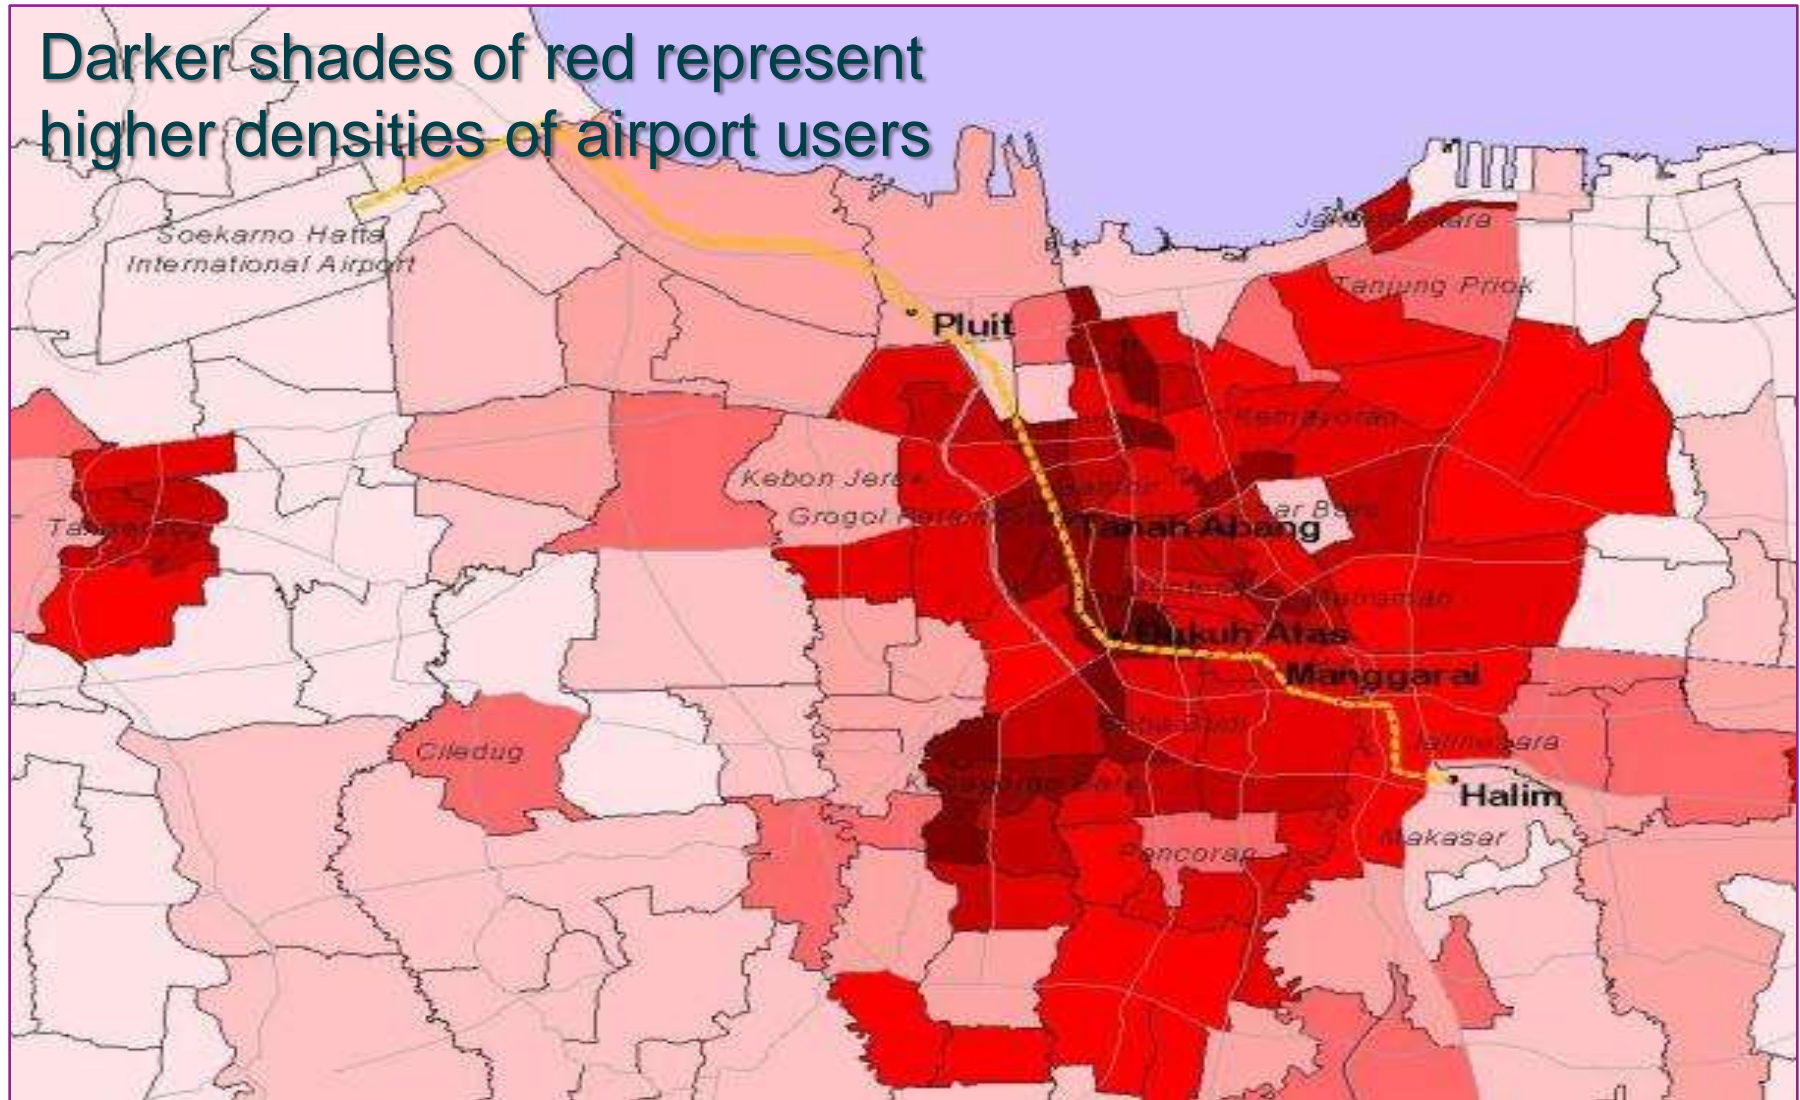 Darker shades of red represent
higher densities of airport users
Soekarno Hatta
International Airport
Tanjung Priok
Pluit
Kemayoran
Kebon Jeruk
Grogol
Tanah Abang
Dukuh Atas
Manggarai
Ciledug
Halim
Makasar
Pancoran